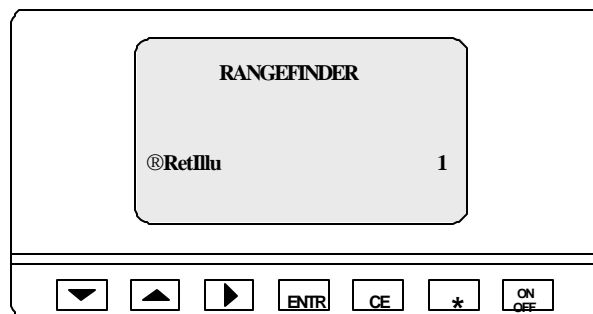 RANGEFINDER
®RetIllu 1
ENTR CE * ON
OFF